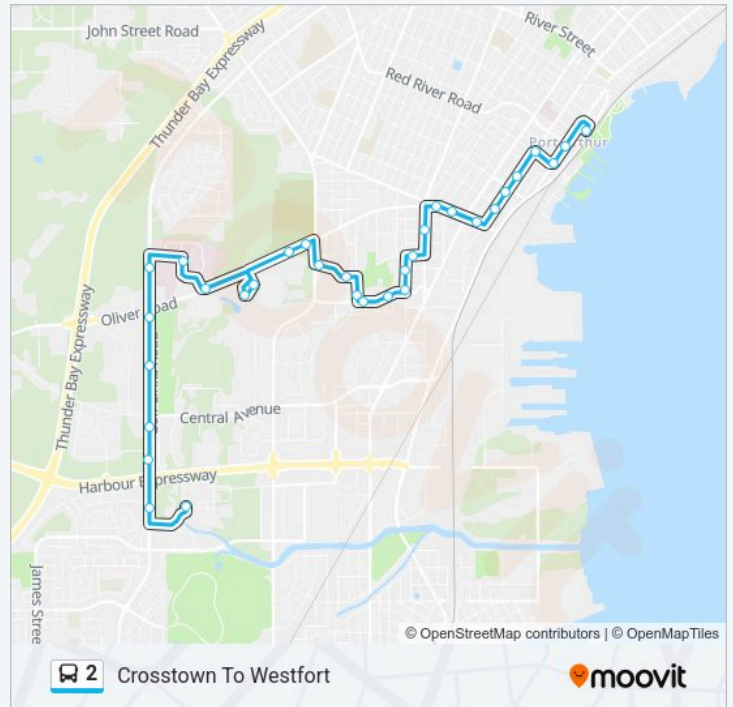 River Street
John Street Road
Thunder Bay Expressway
Red River Road
Port Arthur
Oliver Road
Thunder Bay Expressway
Central Avenue
Harbour Expressway
James Stree
© OpenStreetMap contributors | © OpenMapTiles
2 Crosstown To Westfort
moovit